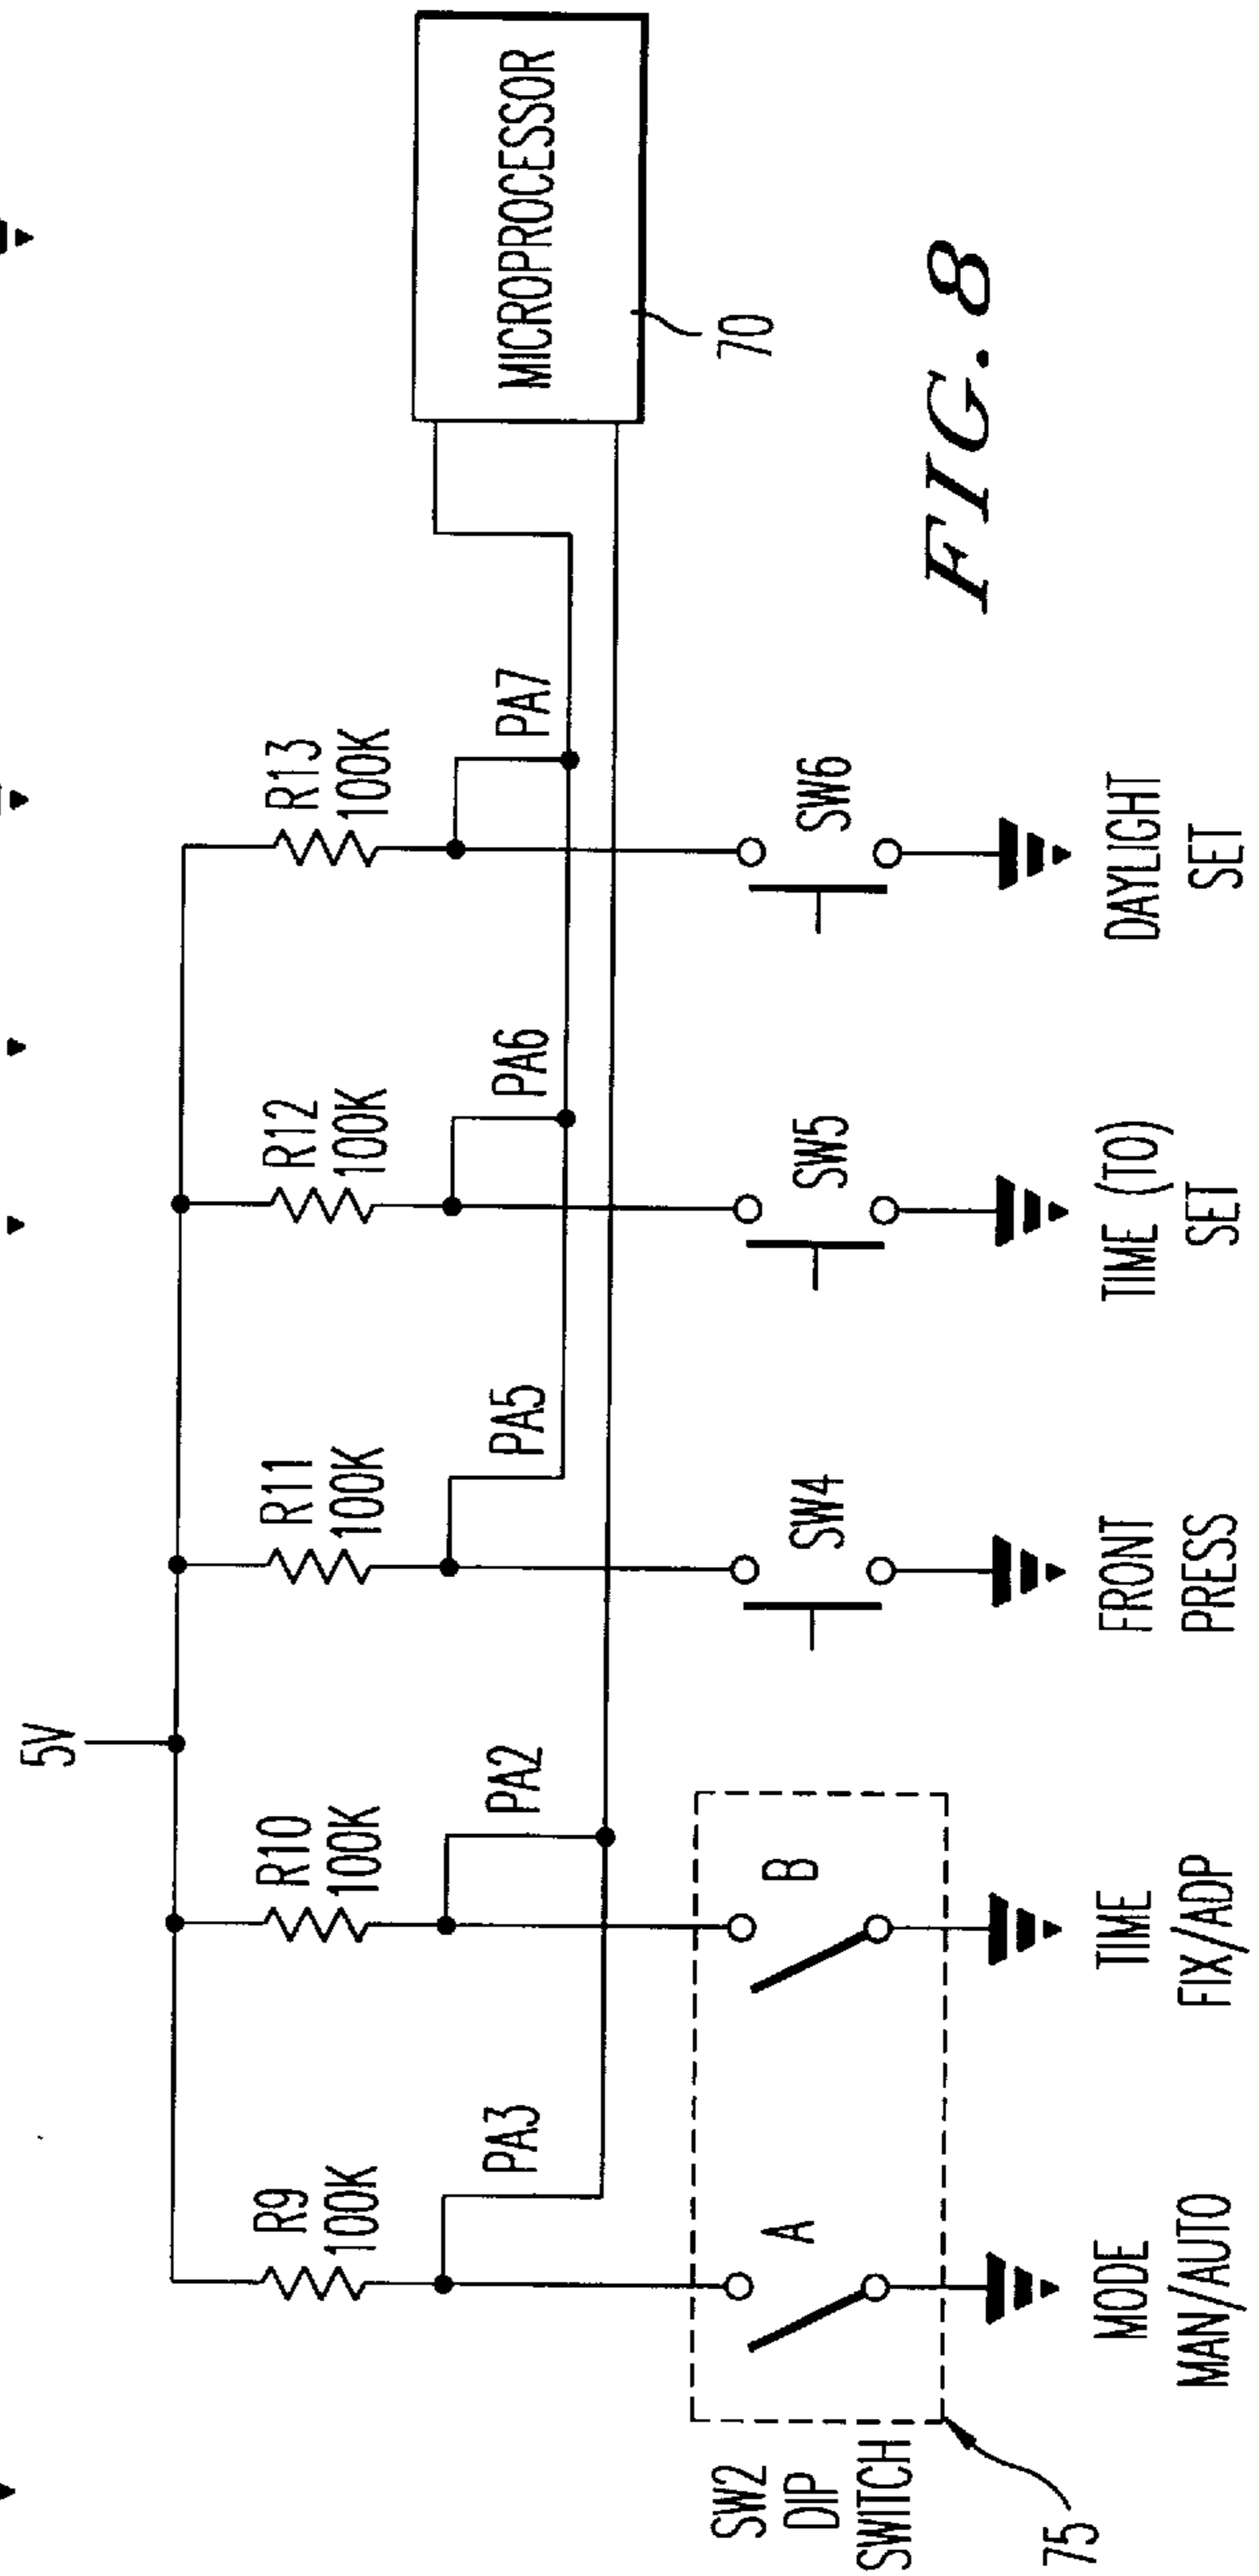 5V
R9
100K
R10
100K
R11
100K
R12
100K
R13
100K
PA3
PA2
PA5
PA6
PA7
MICROPROCESSOR
70
SW2
DIP
SWITCH
75
A
B
SW4
SW5
SW6
MODE
MAN/AUTO
TIME
FIX/ADP
FRONT
PRESS
TIME (TO)
SET
DAYLIGHT
SET
FIG. 8